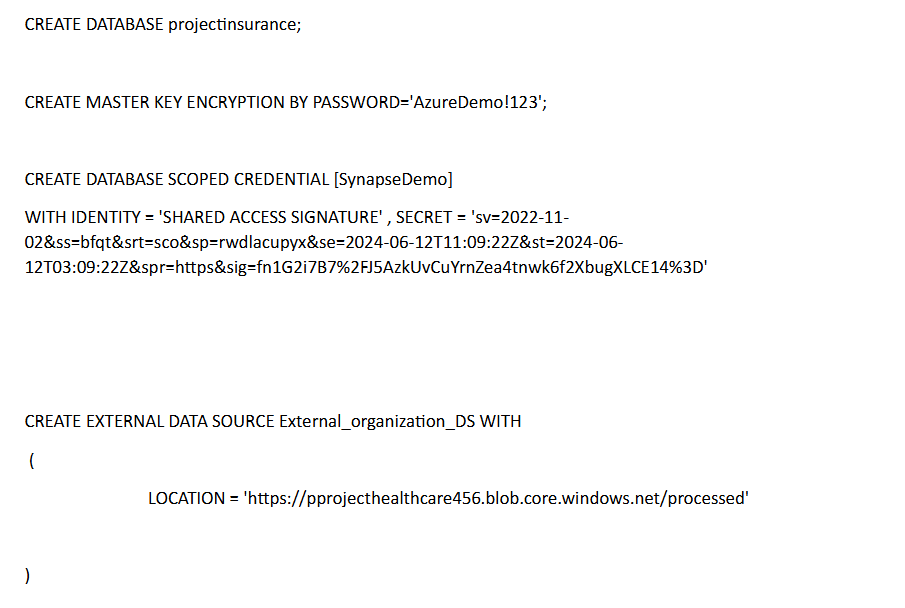 CREATE DATABASE projectinsurance;
CREATE MASTER KEY ENCRYPTION BY PASSWORD='AzureDemo!123';
CREATE DATABASE SCOPED CREDENTIAL [SynapseDemo]
WITH IDENTITY = 'SHARED ACCESS SIGNATURE' , SECRET = 'sv=2022-11-
02&ss=bfqt&srt=sco&sp=rwdlacupyx&se=2024-06-12T11:09:22Z&st=2024-06-
12T03:09:22Z&spr=https&sig=fn1G2i7B7%2FJ5AzkUvCuYrnZea4tnwk6f2XbugXLCE14%3D'
CREATE EXTERNAL DATA SOURCE External_organization_DS WITH
(
LOCATION = 'https://pprojecthealthcare456.blob.core.windows.net/processed'
)